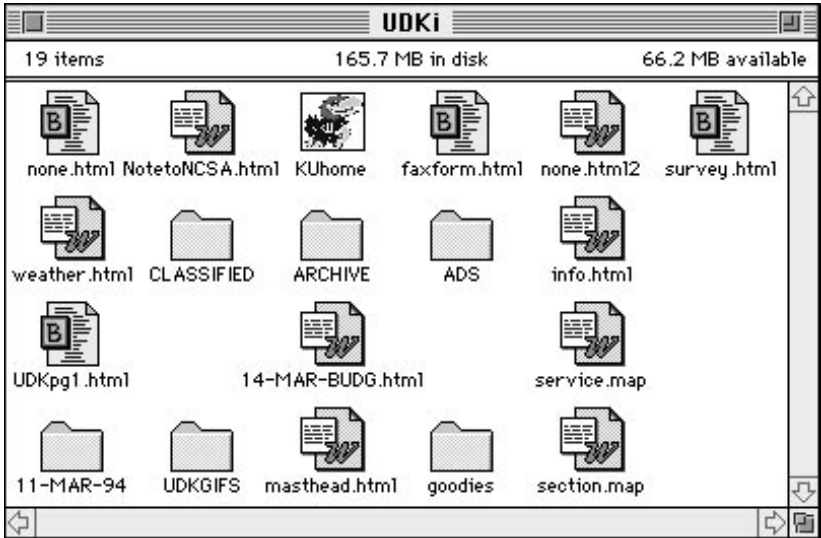 UDKi
19 items 165.7 MB in disk 66.2 MB available
none.html NotetoNCSA.html KUhome faxform.html none.html2 survey.html
weather.html CLASSIFIED ARCHIVE ADS info.html
UDKpg1.html 14-MAR-BUDG.html service.map
11-MAR-94 UDKGIFS masthead.html goodies section.map